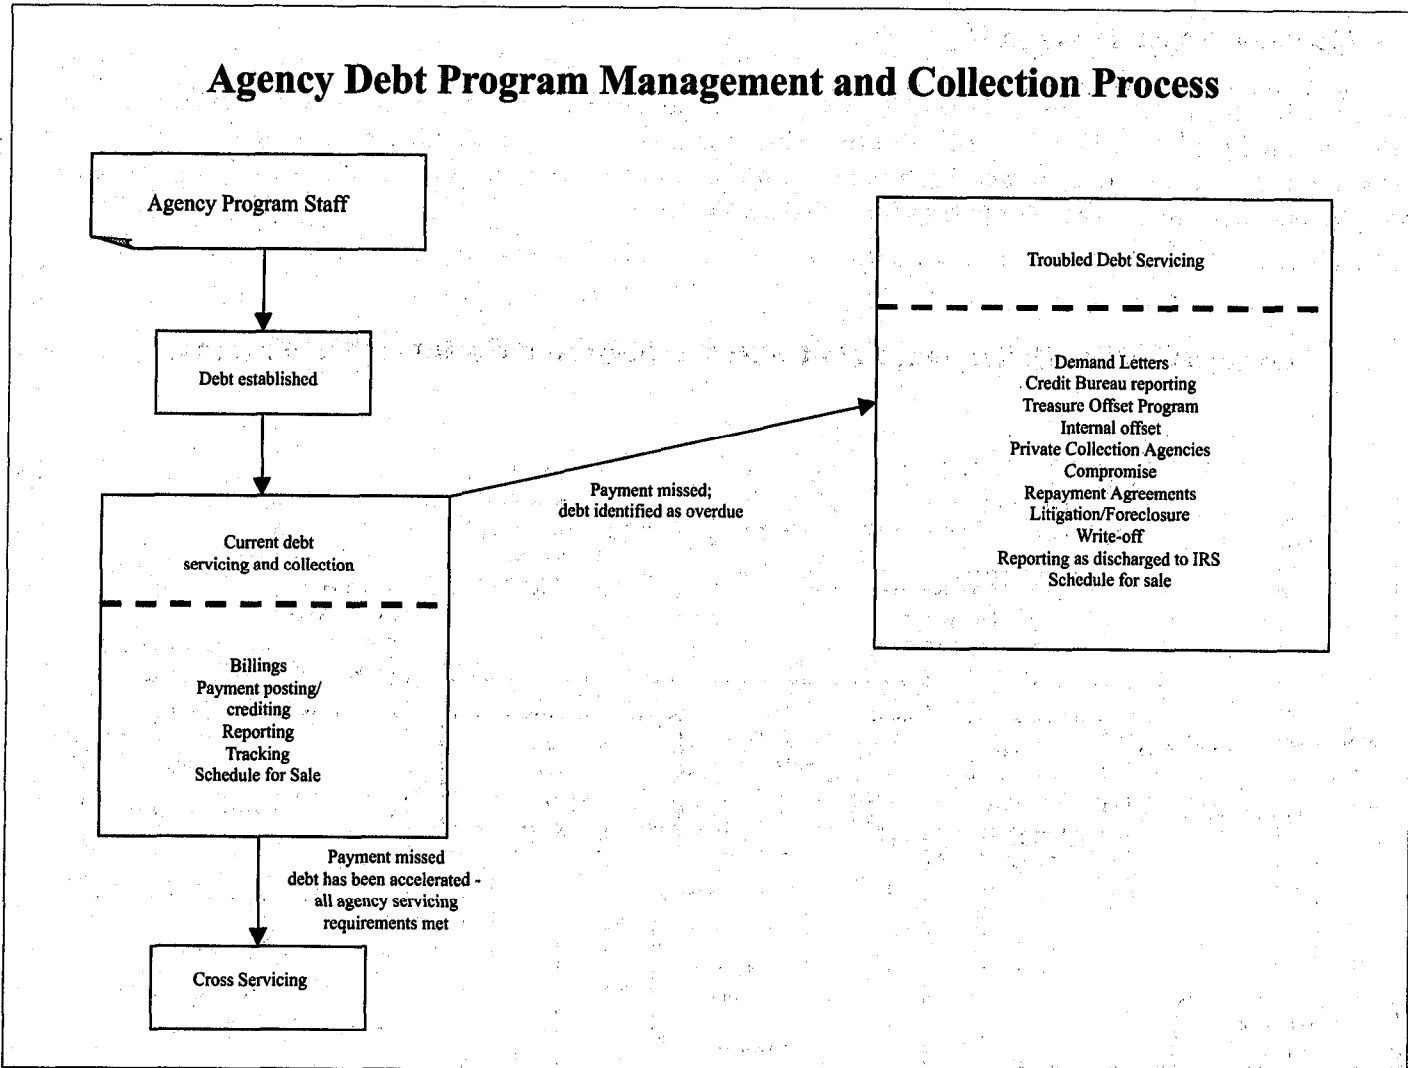 Agency Debt Program Management and Collection Process
Agency Program Staff
Debt established
Current debt
servicing and collection
Billings
Payment posting/
crediting
Reporting
Tracking
Schedule for Sale
Payment missed
debt has been accelerated -
all agency servicing
requirements met
Cross Servicing
Payment missed;
debt identified as overdue
Troubled Debt Servicing
Demand Letters
Credit Bureau reporting
Treasure Offset Program
Internal offset
Private Collection Agencies
Compromise
Repayment Agreements
Litigation/Foreclosure
Write-off
Reporting as discharged to IRS
Schedule for sale